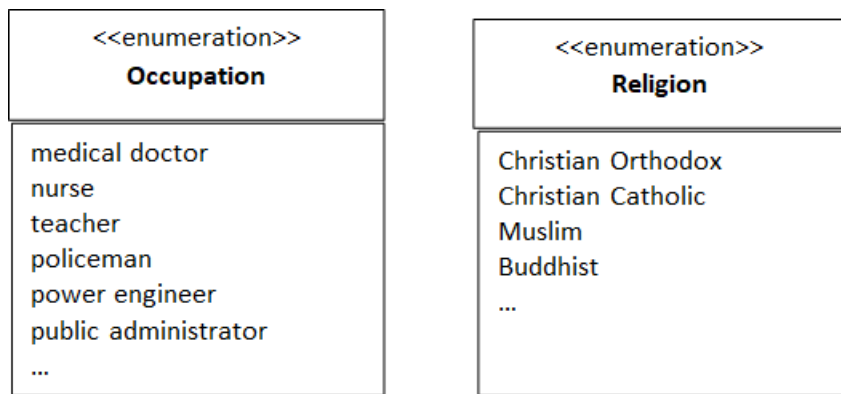 <<enumeration>>
Occupation
medical doctor
nurse
teacher
policeman
power engineer
public administrator
...
<<enumeration>>
Religion
Christian Orthodox
Christian Catholic
Muslim
Buddhist
...